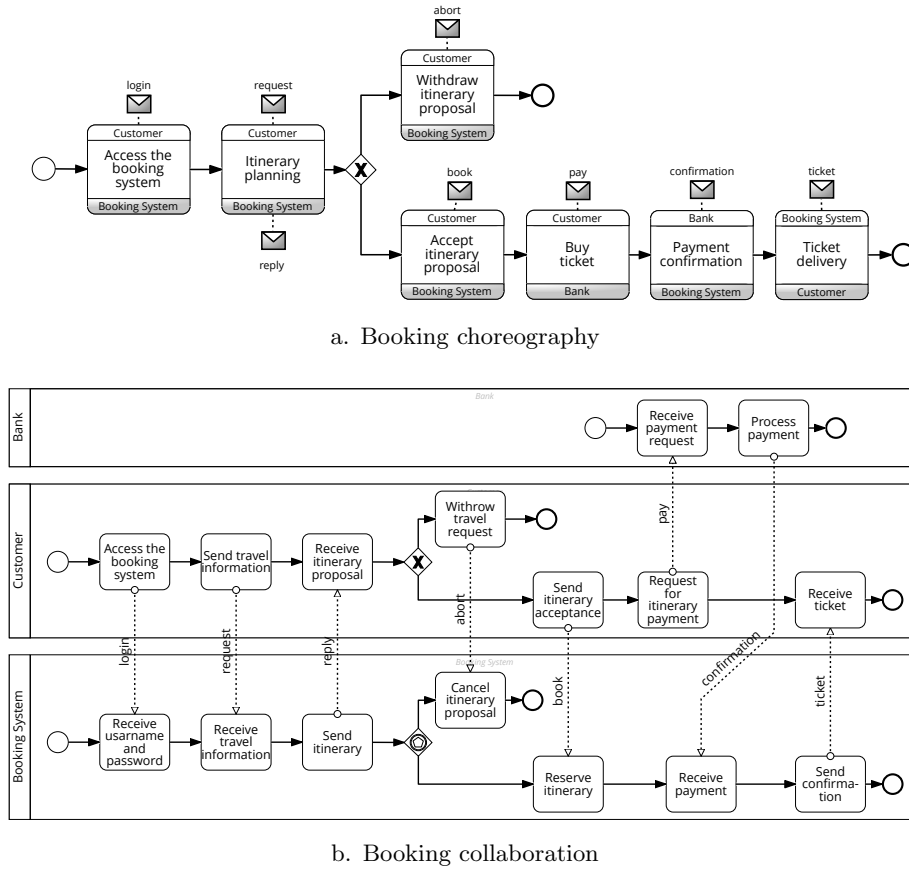 abort
Customer
Withdraw
itinerary
proposal
Booking System
login
request
Customer
Access the
booking
system
Booking System
Customer
Itinerary
planning
Booking System
reply
X
book
Customer
Accept
itinerary
proposal
Booking System
pay
Customer
Buy
ticket
Bank
confirmation
Bank
Payment
confirmation
Booking System
ticket
Booking System
Ticket
delivery
Customer
a. Booking choreography
Bank
Bank
Receive
payment
request
Process
payment
Customer
Access the
booking
system
Send travel
information
Receive
itinerary
proposal
X
Withrow
travel
request
Send
itinerary
acceptance
Request
for
itinerary
payment
Receive
ticket
login
request
reply
abort
book
pay
confirmation
ticket
Booking System
Booking System
Receive
usarname
and
password
Receive
travel
information
Send
itinerary
Cancel
itinerary
proposal
Reserve
itinerary
Receive
payment
Send
confirma-
tion
b. Booking collaboration